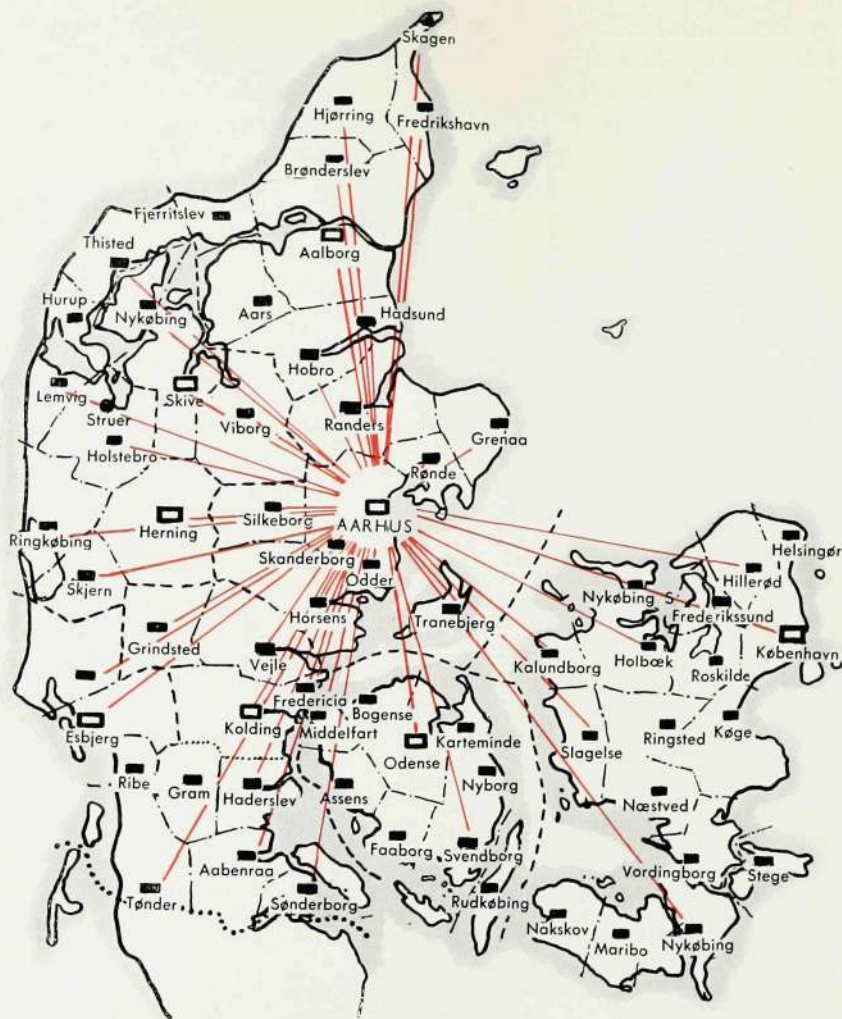 Skagen
Hjørring
Fredrikshavn
Brønderslev
Fjerritslev
Aalborg
Thisted
Hurup
Nykøbing
Aars
Hadsund
Hobro
Lemvig
Struer
Skive
Viborg
Randers
Grenaa
Holstebro
Rønde
Ringkøbing
Herning
Silkeborg
AARHUS
Skanderborg
Skjern
Odder
Helsingør
Hillerød
Horsens
Tranebjerg
Nykøbing S
Frederikssund
Grindsted
Vejle
Kalundborg
Holbæk
København
Roskilde
Fredericia
Bogense
Esbjerg
Kolding
Middelfart
Karteminde
Odense
Slagelse
Ringsted
Køge
Ribe
Gram
Haderslev
Assens
Nyborg
Næstved
Faaborg
Svendborg
Aabenraa
Vordingborg
Stege
Tønder
Sønderborg
Rudkøbing
Nakskov
Maribo
Nykøbing